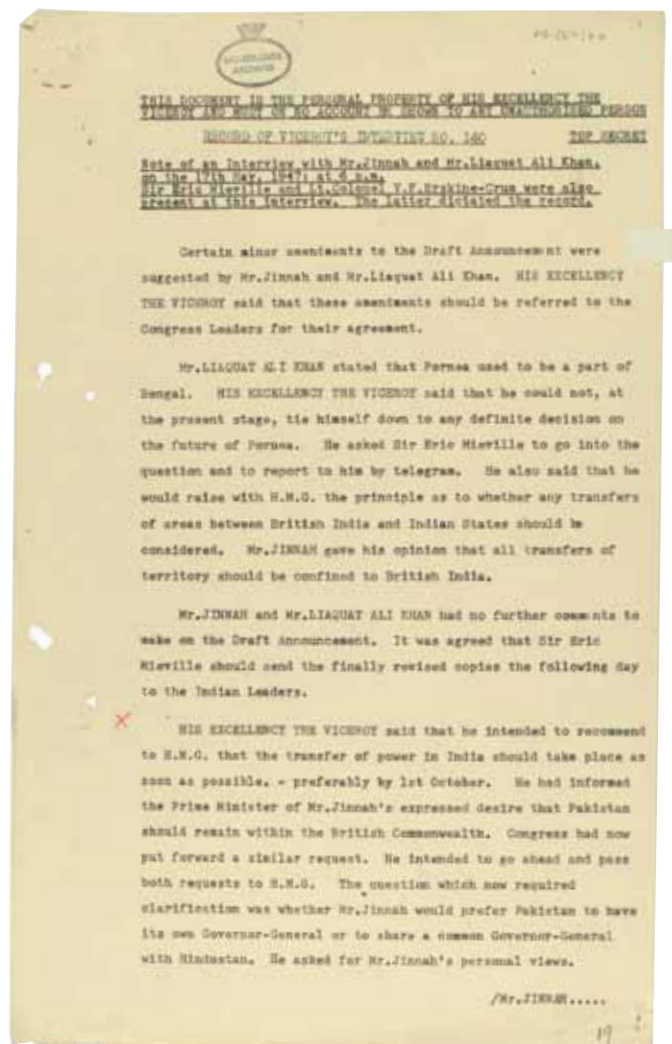 BROADLANDS
ARCHIVES
THIS DOCUMENT IS THE PERSONAL PROPERTY OF HIS EXCELLENCY THE
VICEROY AND MUST ON NO ACCOUNT BE SHOWN TO ANY UNAUTHORISED PERSON
RECORD OF VICEROY'S INTERVIEW NO. 140 TOP SECRET
Note of an Interview with Mr.Jinnah and Mr.Liaquat Ali Khan,
on the 17th May, 1947: at 6 p.m.
Sir Eric Mieville and Lt.Colonel V.F.Erskine-Crum were also
present at this interview. The latter dictated the record.
Certain minor amendments to the Draft Announcement were
suggested by Mr.Jinnah and Mr.Liaquat Ali Khan. HIS EXCELLENCY
THE VICEROY said that these amendments should be referred to the
Congress Leaders for their agreement.
Mr.LIAQUAT ALI KHAN stated that Pornea used to be a part of
Bengal. HIS EXCELLENCY THE VICEROY said that he could not, at
the present stage, tie himself down to any definite decision on
the future of Pornea. He asked Sir Eric Mieville to go into the
question and to report to him by telegram. He also said that he
would raise with H.M.G. the principle as to whether any transfers
of areas between British India and Indian States should be
considered. Mr.JINNAH gave his opinion that all transfers of
territory should be confined to British India.
Mr.JINNAH and Mr.LIAQUAT ALI KHAN had no further comments to
make on the Draft Announcement. It was agreed that Sir Eric
Mieville should send the finally revised copies the following day
to the Indian Leaders.
HIS EXCELLENCY THE VICEROY said that he intended to recommend
to H.M.G. that the transfer of power in India should take place as
soon as possible. - preferably by 1st October. He had informed
the Prime Minister of Mr.Jinnah's expressed desire that Pakistan
should remain within the British Commonwealth. Congress had now
put forward a similar request. He intended to go ahead and pass
both requests to H.M.G. The question which now required
clarification was whether Mr.Jinnah would prefer Pakistan to have
its own Governor-General or to share a common Governor-General
with Hindustan. He asked for Mr.Jinnah's personal views.
/Mr.JINNAH.....
19